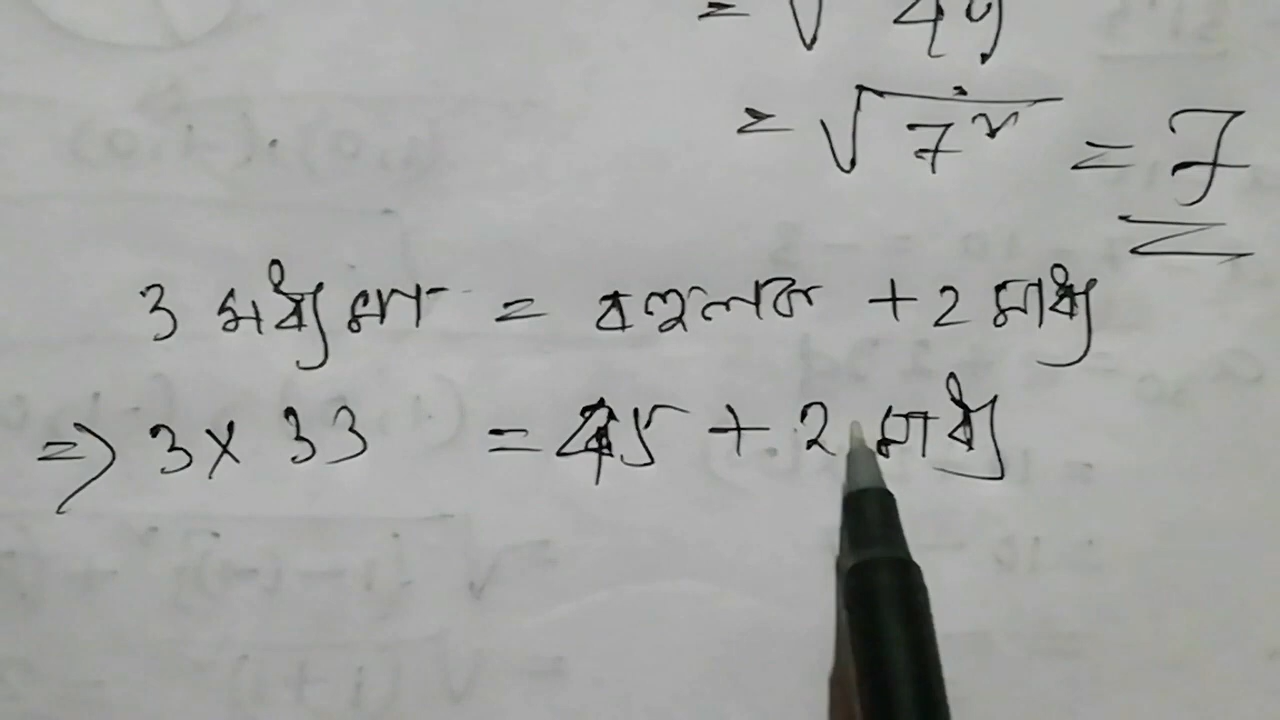 = √49
= √7² = 7
3 মধ্যমা = বহুলক + 2 মাধ্য
=> 3 x 33 = 45 + 2 মাধ্য